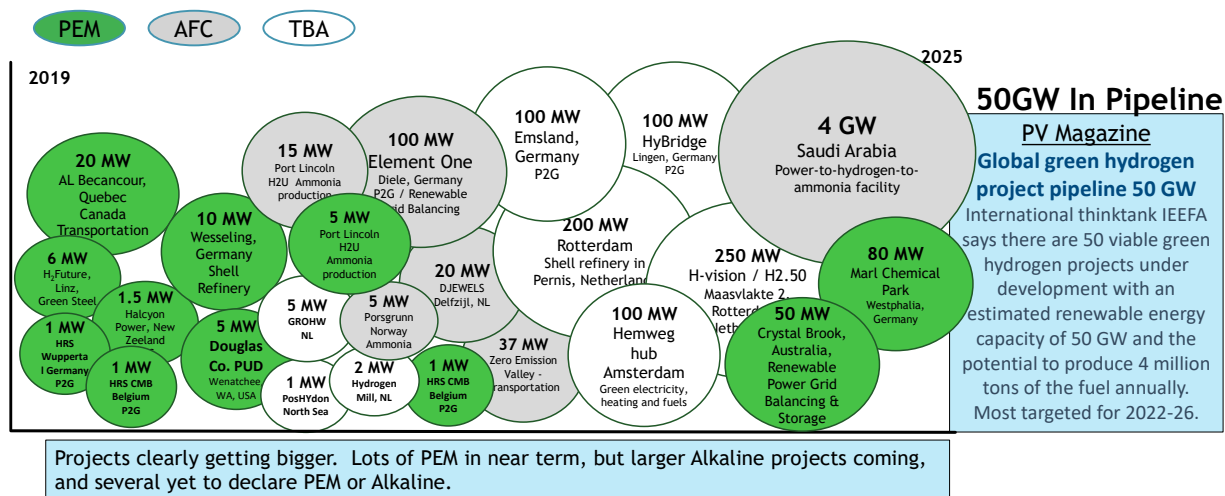 PEM
AFC
TBA
2019
2025
20 MW
AL Becancour,
Quebec
Canada
Transportation
6 MW
H₂Future,
Linz,
Green Steel
1 MW
HRS
Wupperta
l Germany
P2G
1.5 MW
Halcyon
Power, New
Zeeland
1 MW
HRS CMB
Belgium
P2G
10 MW
Wesseling,
Germany
Shell
Refinery
5 MW
Douglas
Co. PUD
Wenatchee
WA, USA
15 MW
Port Lincoln
H2U Ammonia
production
5 MW
Port Lincoln
H2U
Ammonia
production
5 MW
GROHW
NL
1 MW
PosHYdon
North Sea
100 MW
Element One
Diele, Germany
P2G / Renewable
id Balancing
5 MW
Porsgrunn
Norway
Ammonia
2 MW
Hydrogen
Mill, NL
20 MW
DJEWELS
Delfzijl, NL
1 MW
HRS CMB
Belgium
P2G
37 MW
Zero Emission
Valley -
ansportation
100 MW
Emsland,
Germany
P2G
200 MW
Rotterdam
Shell refinery in
Pernis, Netherland
100 MW
HyBridge
Lingen, Germany
P2G
100 MW
Hemweg
hub
Amsterdam
Green electricity,
heating and fuels
250 MW
H-vision / H2.50
Maasvlakte 2,
Rotterd
Neth
50 MW
Crystal Brook,
Australia,
Renewable
Power Grid
Balancing &
Storage
4 GW
Saudi Arabia
Power-to-hydrogen-to-
ammonia facility
80 MW
Marl Chemical
Park
Westphalia,
Germany
50GW In Pipeline
PV Magazine
Global green hydrogen
project pipeline 50 GW
International thinktank IEEFA
says there are 50 viable green
hydrogen projects under
development with an
estimated renewable energy
capacity of 50 GW and the
potential to produce 4 million
tons of the fuel annually.
Most targeted for 2022-26.
Projects clearly getting bigger. Lots of PEM in near term, but larger Alkaline projects coming,
and several yet to declare PEM or Alkaline.